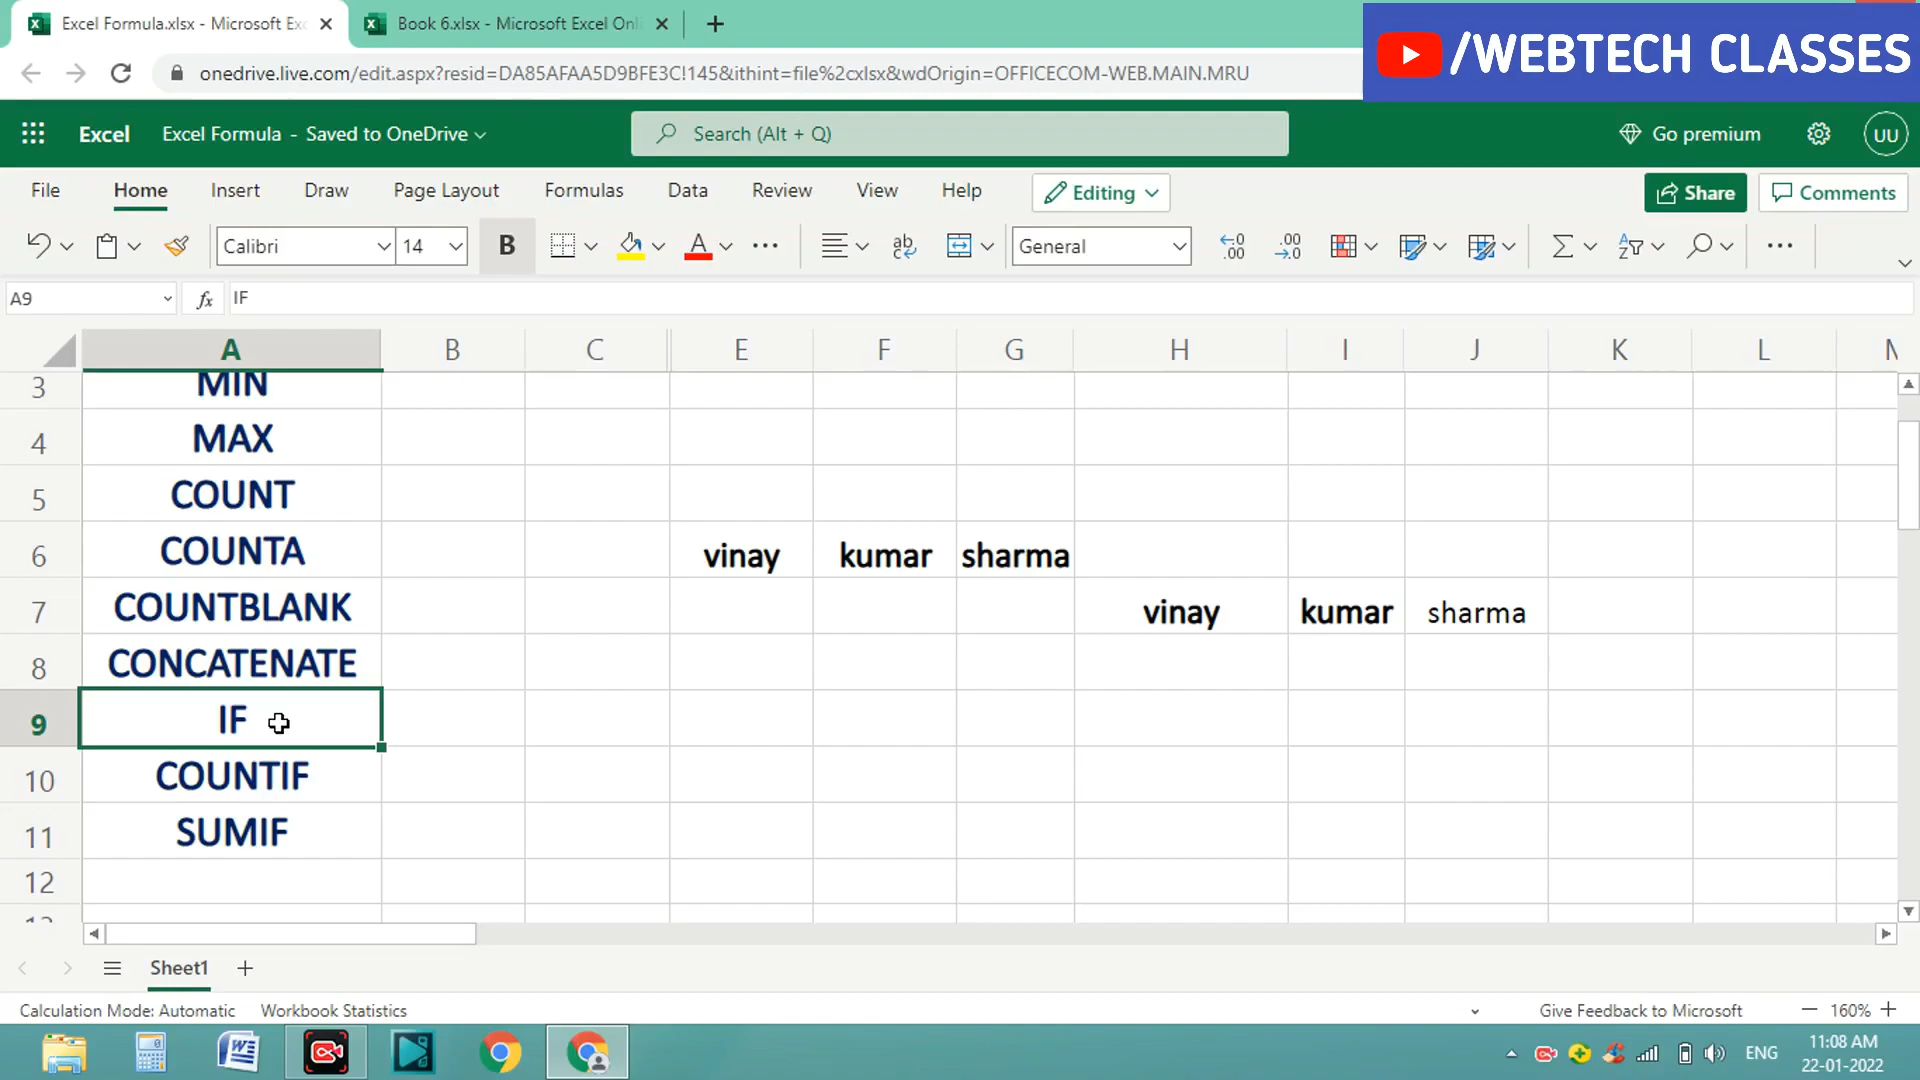 Excel Formula.xlsx - Microsoft Exc
Book 6.xlsx - Microsoft Excel Onli
/WEBTECH CLASSES
onedrive.live.com/edit.aspx?resid=DA85AFAA5D9BFE3C!145&ithint=file%2cxlsx&wdOrigin=OFFICECOM-WEB.MAIN.MRU
Excel Excel Formula - Saved to OneDrive Search (Alt + Q) Go premium UU
File Home Insert Draw Page Layout Formulas Data Review View Help Editing Share Comments
Calibri 14 B A ab General
A9 fx IF
A B C E F G H I J K L M
3 MIN
4 MAX
5 COUNT
6 COUNTA vinay kumar sharma
7 COUNTBLANK vinay kumar sharma
8 CONCATENATE
9 IF
10 COUNTIF
11 SUMIF
12
Sheet1
Calculation Mode: Automatic Workbook Statistics Give Feedback to Microsoft 160%
ENG 11:08 AM
22-01-2022